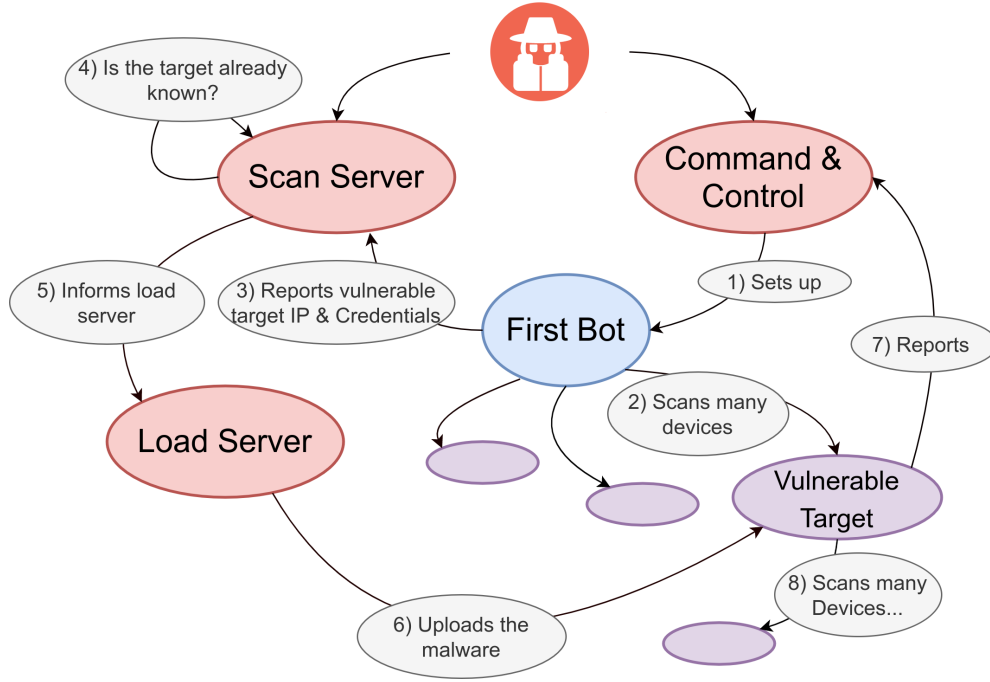 4) Is the target already
known?
Scan Server
Command &
Control
1) Sets up
5) Informs load
server
3) Reports vulnerable
target IP & Credentials
First Bot
7) Reports
2) Scans many
devices
Load Server
Vulnerable
Target
8) Scans many
Devices...
6) Uploads the
malware